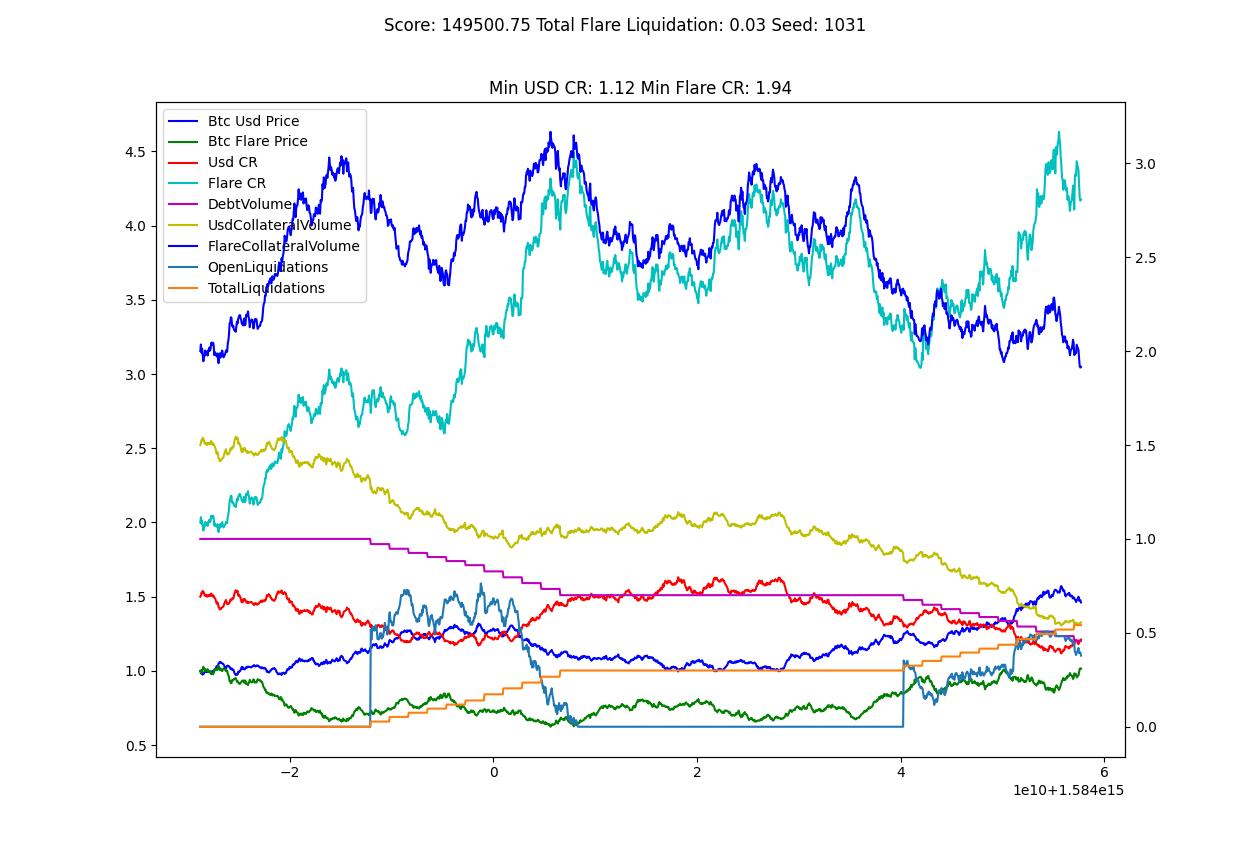 Score: 149500.75 Total Flare Liquidation: 0.03 Seed: 1031
Min USD CR: 1.12 Min Flare CR: 1.94
Btc Usd Price
Btc Flare Price
Usd CR
Flare CR
DebtVolume
UsdCollateralVolume
FlareCollateralVolume
OpenLiquidations
TotalLiquidations
4.5
4.0
3.5
3.0
2.5
2.0
1.5
1.0
0.5
3.0
2.5
2.0
1.5
1.0
0.5
0.0
−2
0
2
4
6
1e10+1.584e15